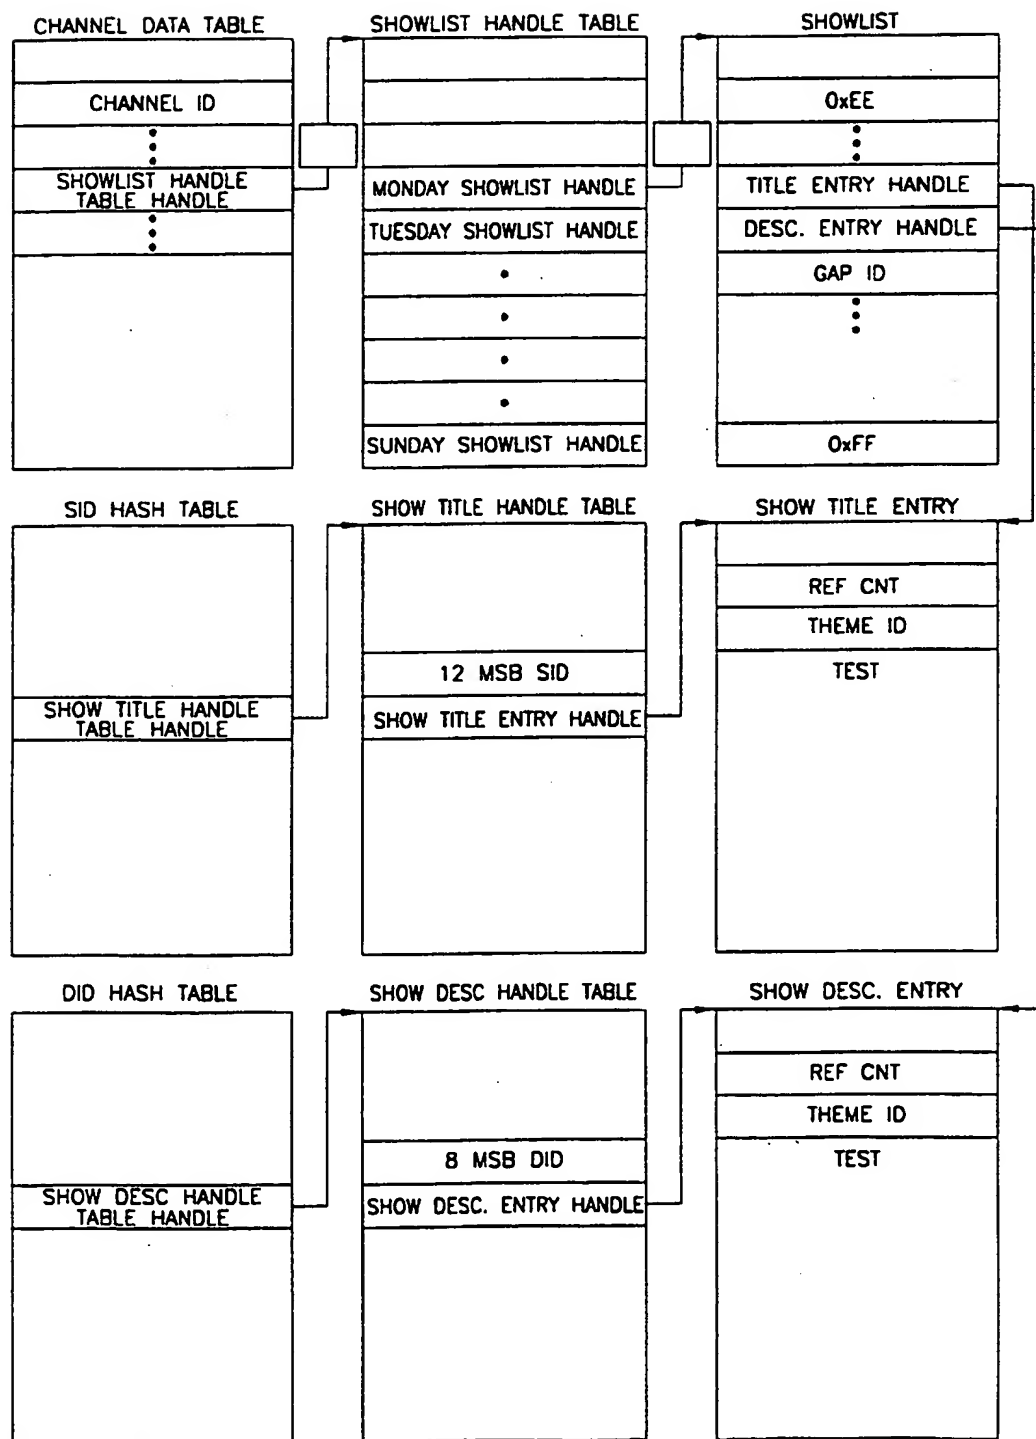 CHANNEL DATA TABLE
CHANNEL ID
SHOWLIST HANDLE
TABLE HANDLE
SHOWLIST HANDLE TABLE
MONDAY SHOWLIST HANDLE
TUESDAY SHOWLIST HANDLE
SUNDAY SHOWLIST HANDLE
SHOWLIST
0xEE
TITLE ENTRY HANDLE
DESC. ENTRY HANDLE
GAP ID
0xFF
SID HASH TABLE
SHOW TITLE HANDLE
TABLE HANDLE
SHOW TITLE HANDLE TABLE
12 MSB SID
SHOW TITLE ENTRY HANDLE
SHOW TITLE ENTRY
REF CNT
THEME ID
TEST
DID HASH TABLE
SHOW DESC HANDLE
TABLE HANDLE
SHOW DESC HANDLE TABLE
8 MSB DID
SHOW DESC. ENTRY HANDLE
SHOW DESC. ENTRY
REF CNT
THEME ID
TEST